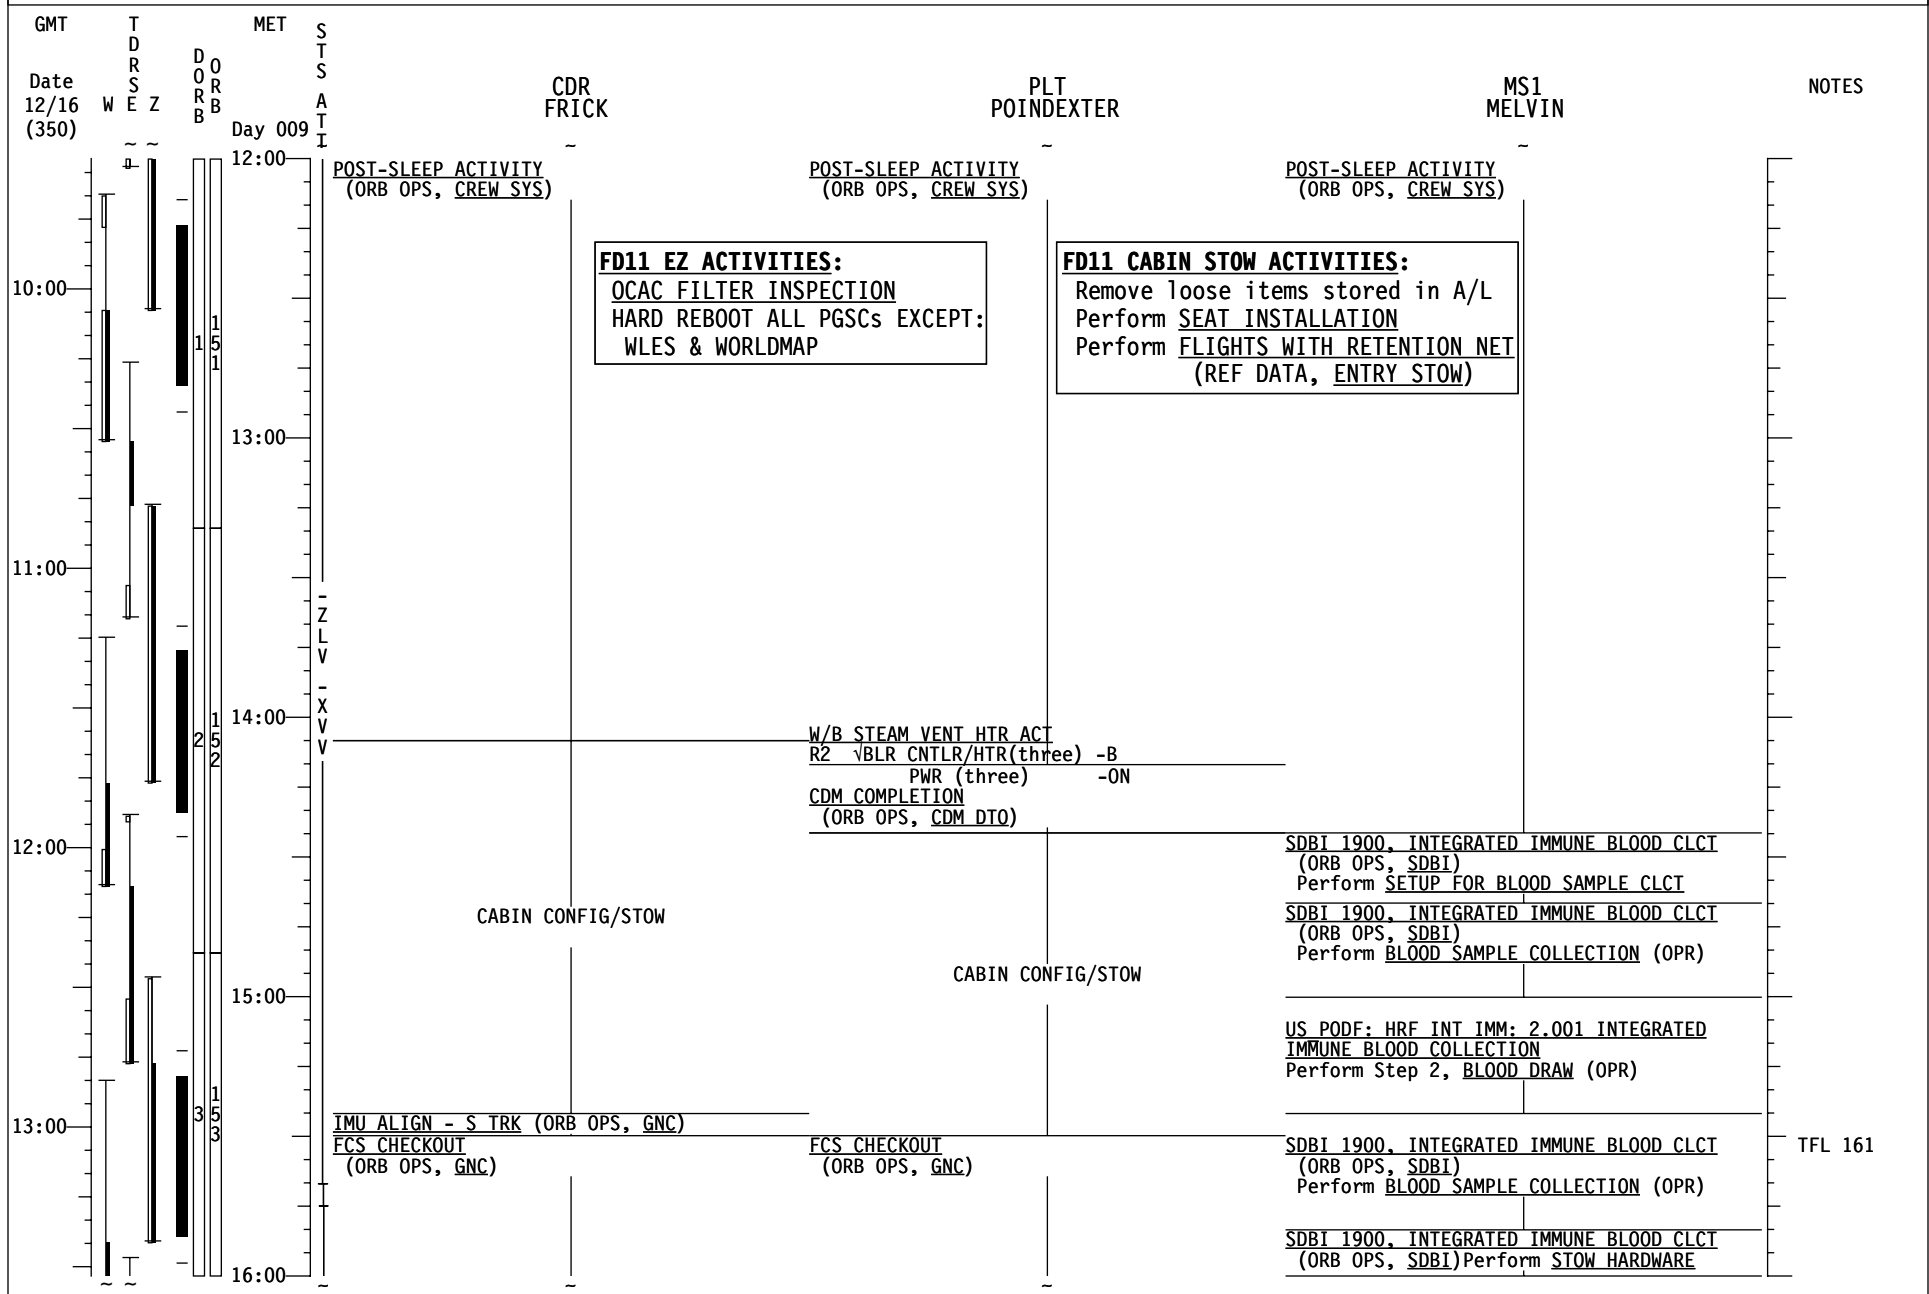 GMT
TDRS
MET
STS ATT
DORB
ORB
Date
12/16
(350)
W E Z
Day 009
CDR
FRICK
PLT
POINDEXTER
MS1
MELVIN
NOTES
~ ~ ~ ~ ~
12:00
POST-SLEEP ACTIVITY
(ORB OPS, CREW SYS)
POST-SLEEP ACTIVITY
(ORB OPS, CREW SYS)
POST-SLEEP ACTIVITY
(ORB OPS, CREW SYS)
FD11 EZ ACTIVITIES:
OCAC FILTER INSPECTION
HARD REBOOT ALL PGSCs EXCEPT:
WLES & WORLDMAP
FD11 CABIN STOW ACTIVITIES:
Remove loose items stored in A/L
Perform SEAT INSTALLATION
Perform FLIGHTS WITH RETENTION NET
(REF DATA, ENTRY STOW)
10:00
1
151
13:00
11:00
-ZLV -XVV
14:00
2
152
W/B STEAM VENT HTR ACT
R2 √BLR CNTLR/HTR(three) -B
PWR (three) -ON
CDM COMPLETION
(ORB OPS, CDM DTO)
12:00
SDBI 1900, INTEGRATED IMMUNE BLOOD CLCT
(ORB OPS, SDBI)
Perform SETUP FOR BLOOD SAMPLE CLCT
SDBI 1900, INTEGRATED IMMUNE BLOOD CLCT
(ORB OPS, SDBI)
Perform BLOOD SAMPLE COLLECTION (OPR)
CABIN CONFIG/STOW
CABIN CONFIG/STOW
15:00
US PODF: HRF INT IMM: 2.001 INTEGRATED
IMMUNE BLOOD COLLECTION
Perform Step 2, BLOOD DRAW (OPR)
3
153
13:00
IMU ALIGN - S TRK (ORB OPS, GNC)
FCS CHECKOUT
(ORB OPS, GNC)
FCS CHECKOUT
(ORB OPS, GNC)
SDBI 1900, INTEGRATED IMMUNE BLOOD CLCT
(ORB OPS, SDBI)
Perform BLOOD SAMPLE COLLECTION (OPR)
TFL 161
SDBI 1900, INTEGRATED IMMUNE BLOOD CLCT
(ORB OPS, SDBI)Perform STOW HARDWARE
16:00
~ ~ ~ ~ ~